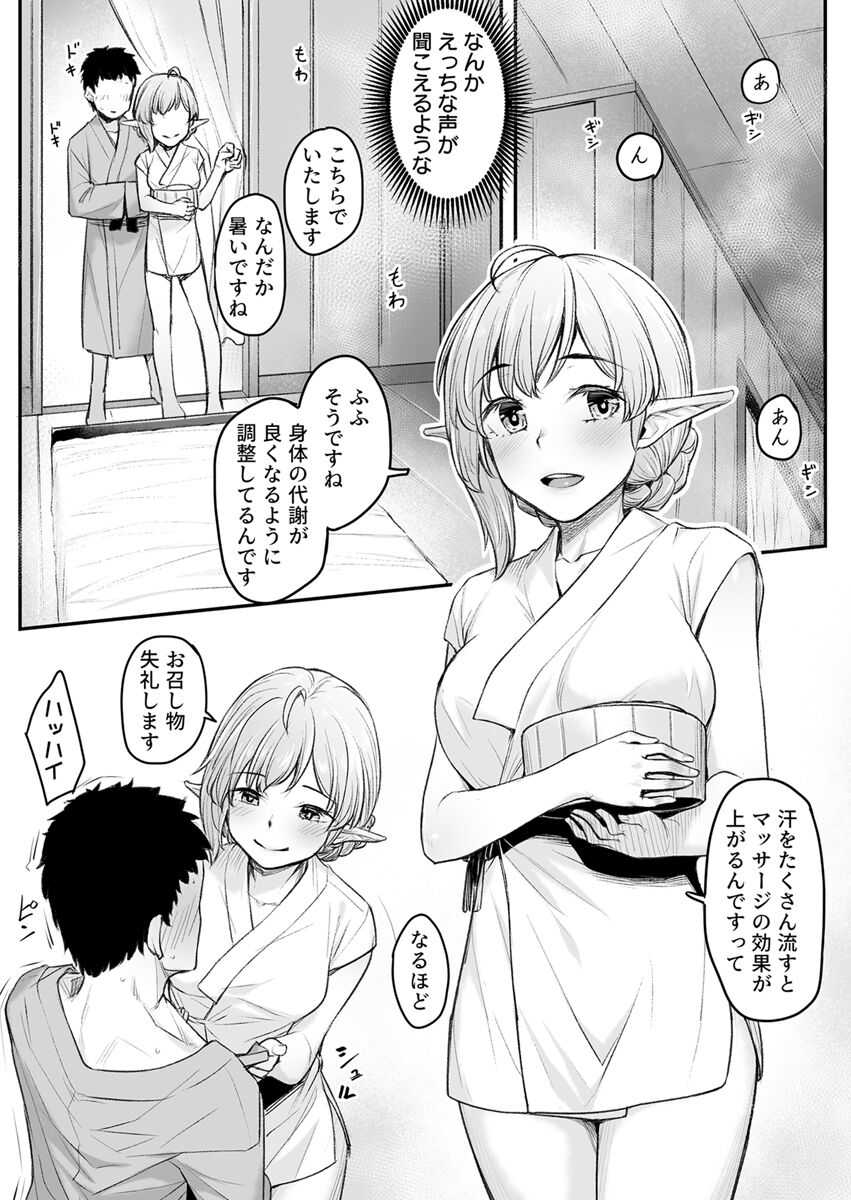 あ
ギシ
ん
ギシ
あん
ギシ
なんか
えっちな声が
聞こえるような
もわ
もわ
ドキ
ドキ
こちらで
いたします
なんだか
暑いですね
ふふ
そうですね
身体の代謝が
良くなるように
調整してるんです
汗をたくさん流すと
マッサージの効果が
上がるんですって
なるほど
お召し物
失礼します
ハッハイ
ピン
シュル